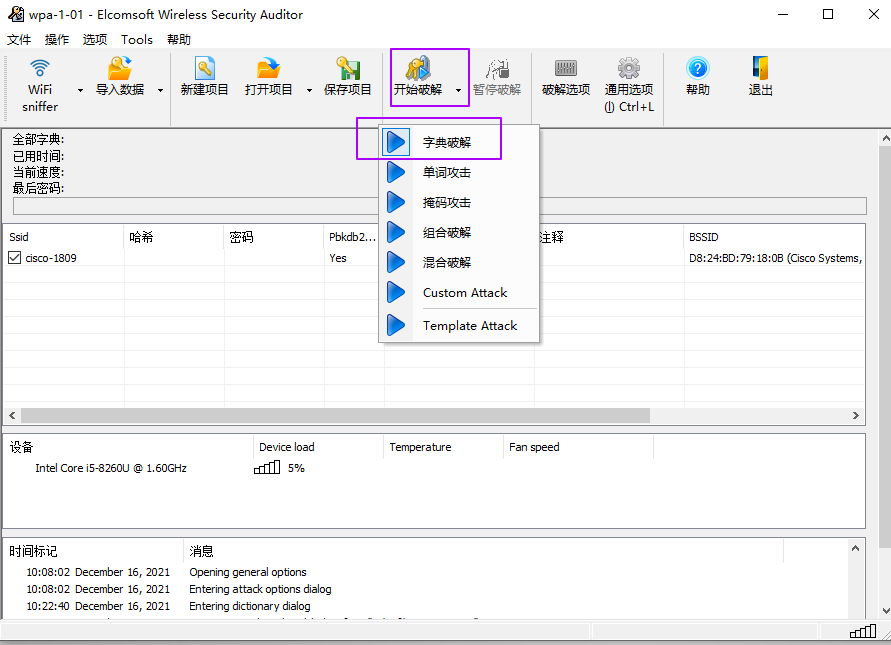 wpa-1-01 - Elcomsoft Wireless Security Auditor
文件 操作 选项 Tools 帮助
WiFi sniffer 导入数据 新建项目 打开项目 保存项目 开始破解 暂停破解 破解选项 通用选项 (I) Ctrl+L 帮助 退出
全部字典:
已用时间:
当前速度:
最后密码:
字典破解
单词攻击
掩码攻击
组合破解
混合破解
Custom Attack
Template Attack
Ssid 哈希 密码 Pbkdb2... 注释 BSSID
cisco-1809 Yes D8:24:BD:79:18:0B (Cisco Systems,
设备 Device load Temperature Fan speed
Intel Core i5-8260U @ 1.60GHz 5%
时间标记 消息
10:08:02 December 16, 2021 Opening general options
10:08:02 December 16, 2021 Entering attack options dialog
10:22:40 December 16, 2021 Entering dictionary dialog